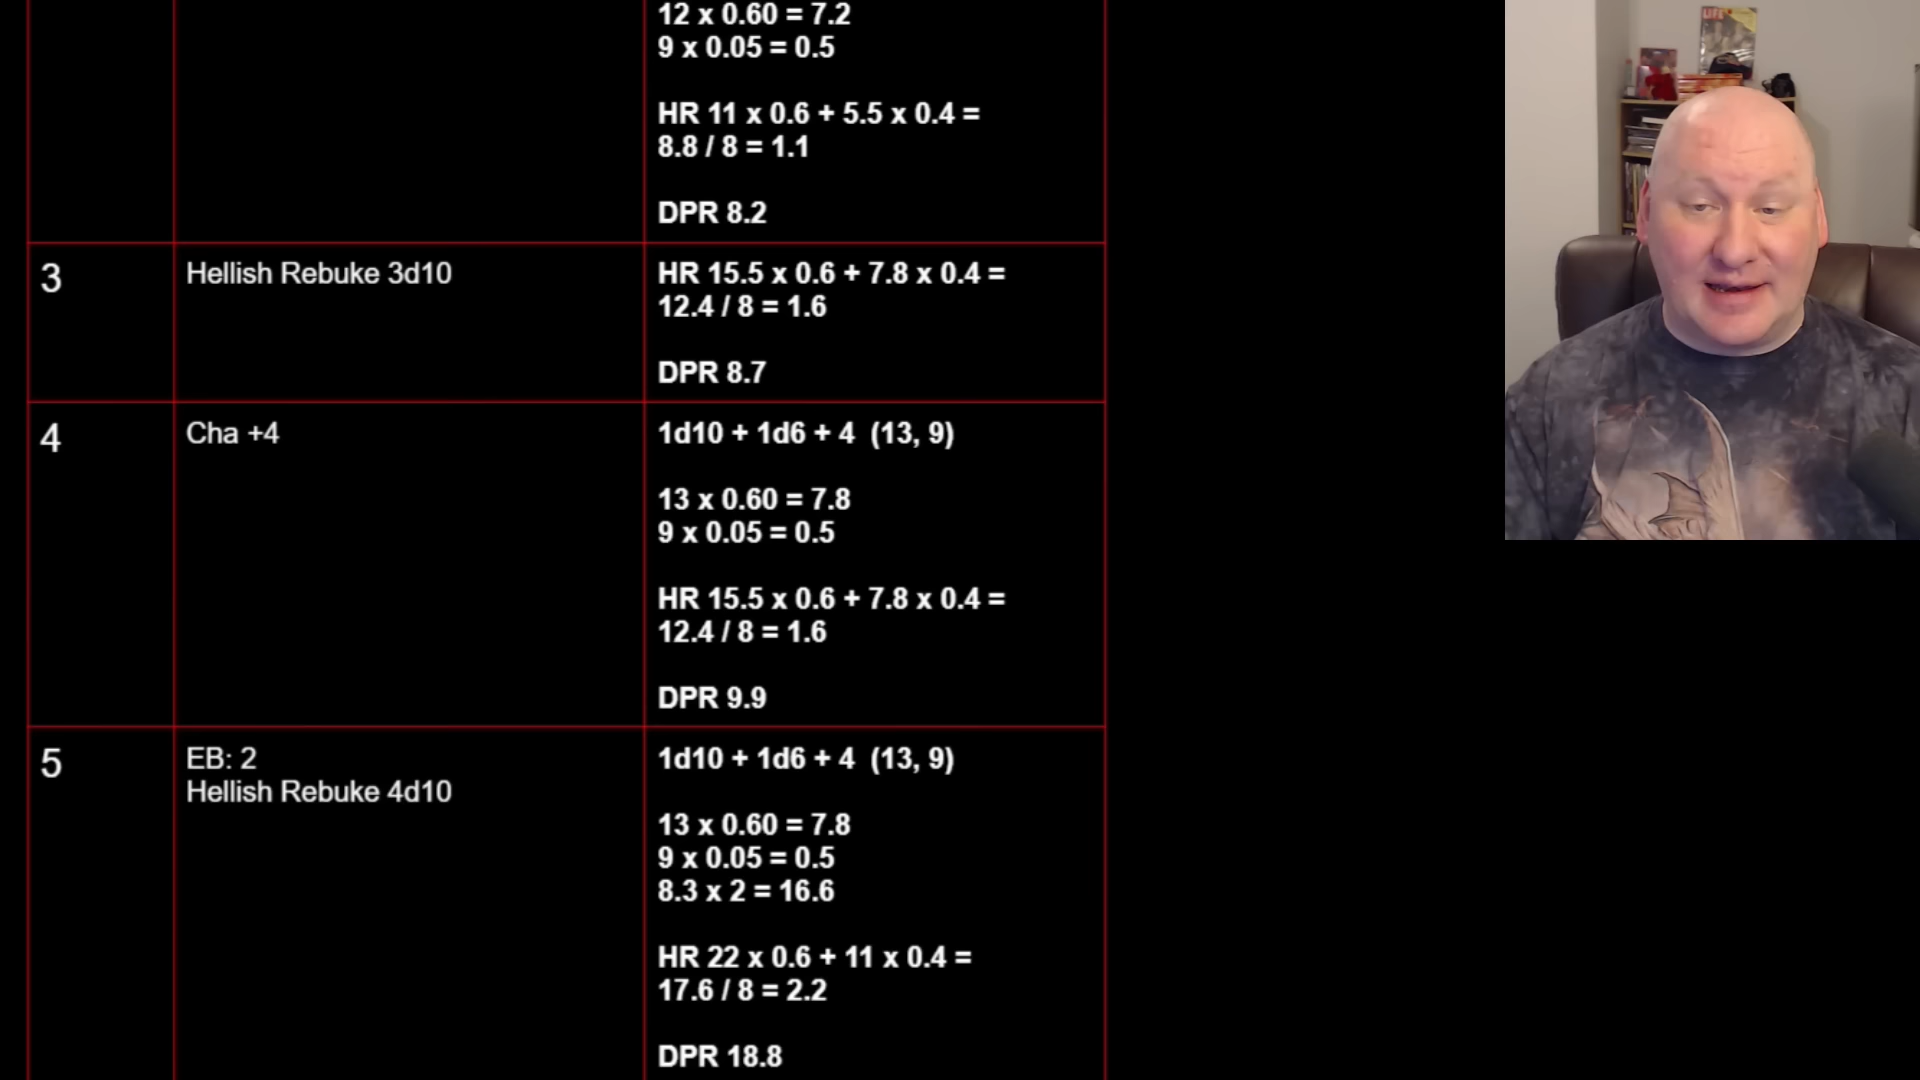 12 x 0.60 = 7.2
9 x 0.05 = 0.5
HR 11 x 0.6 + 5.5 x 0.4 =
8.8 / 8 = 1.1
DPR 8.2
3
Hellish Rebuke 3d10
HR 15.5 x 0.6 + 7.8 x 0.4 =
12.4 / 8 = 1.6
DPR 8.7
4
Cha +4
1d10 + 1d6 + 4 (13, 9)
13 x 0.60 = 7.8
9 x 0.05 = 0.5
HR 15.5 x 0.6 + 7.8 x 0.4 =
12.4 / 8 = 1.6
DPR 9.9
5
EB: 2
Hellish Rebuke 4d10
1d10 + 1d6 + 4 (13, 9)
13 x 0.60 = 7.8
9 x 0.05 = 0.5
8.3 x 2 = 16.6
HR 22 x 0.6 + 11 x 0.4 =
17.6 / 8 = 2.2
DPR 18.8
LIFE